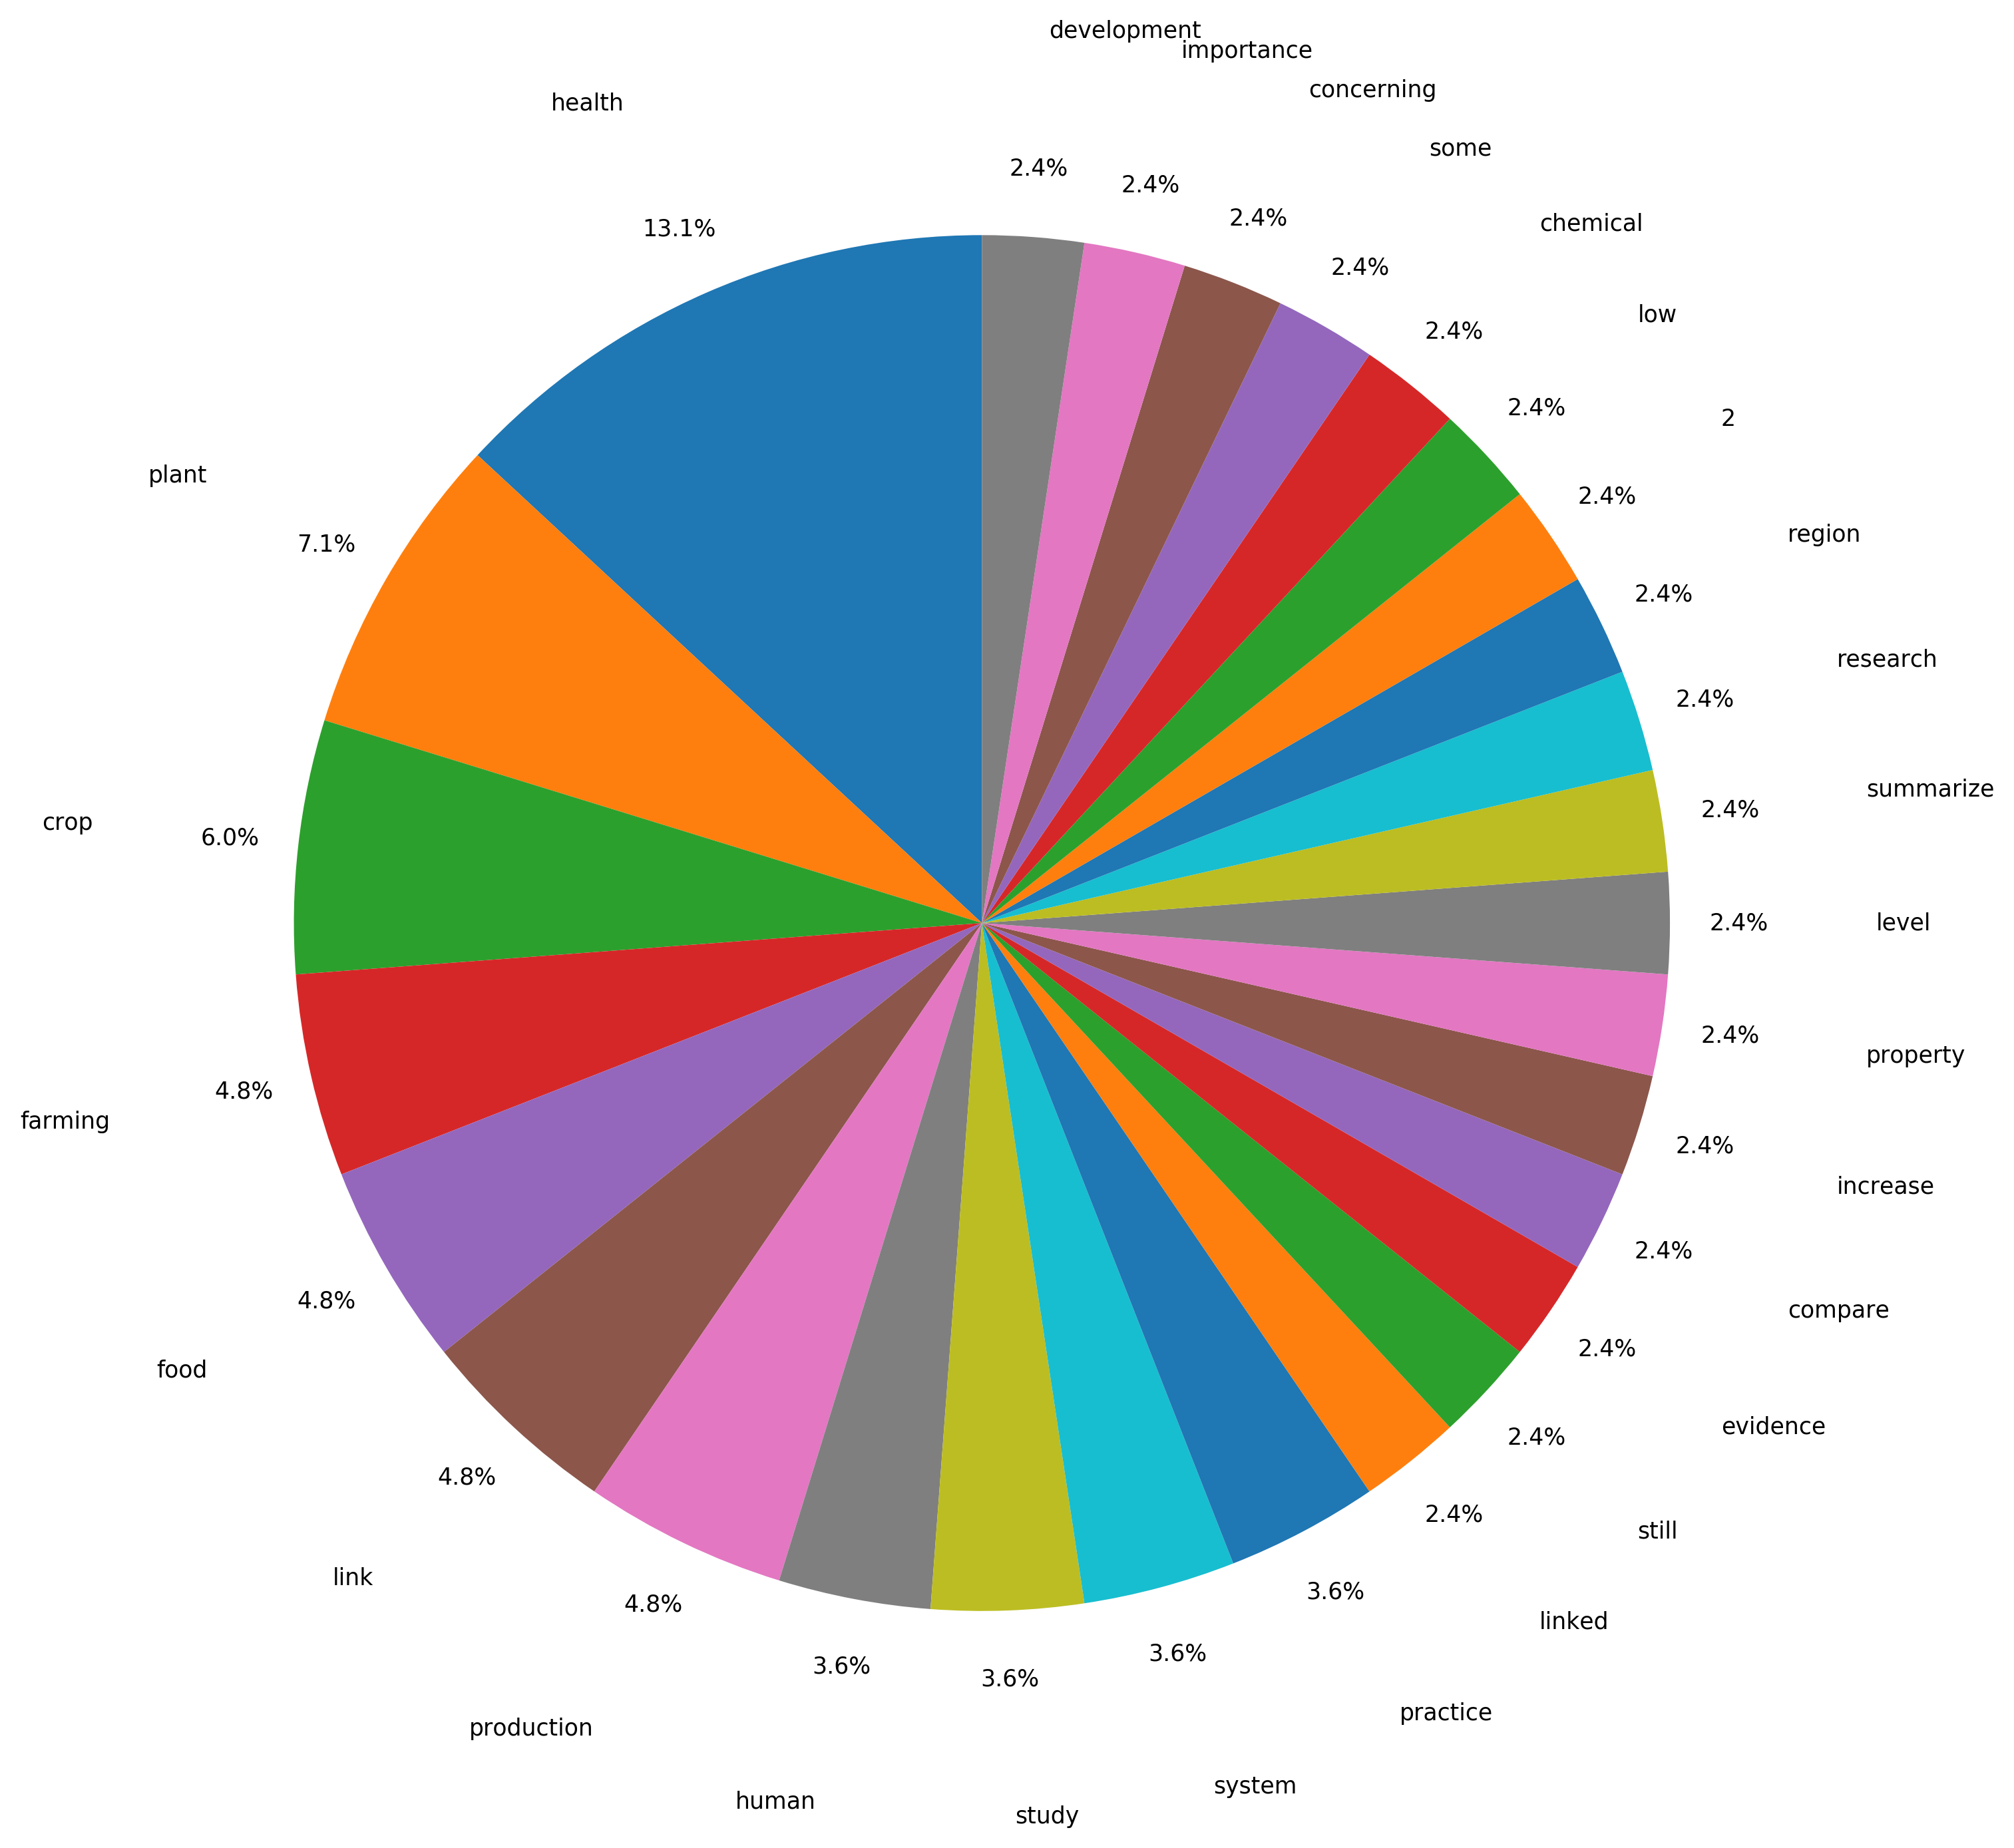 development
importance
concerning
health
some
2.4%
2.4%
chemical
2.4%
13.1%
2.4%
low
2.4%
2.4%
2
plant
2.4%
region
7.1%
2.4%
research
2.4%
summarize
2.4%
crop
6.0%
2.4%
level
2.4%
property
4.8%
farming
2.4%
increase
2.4%
4.8%
compare
2.4%
food
evidence
2.4%
4.8%
2.4%
still
link
3.6%
4.8%
linked
3.6%
3.6%
3.6%
practice
production
system
human
study